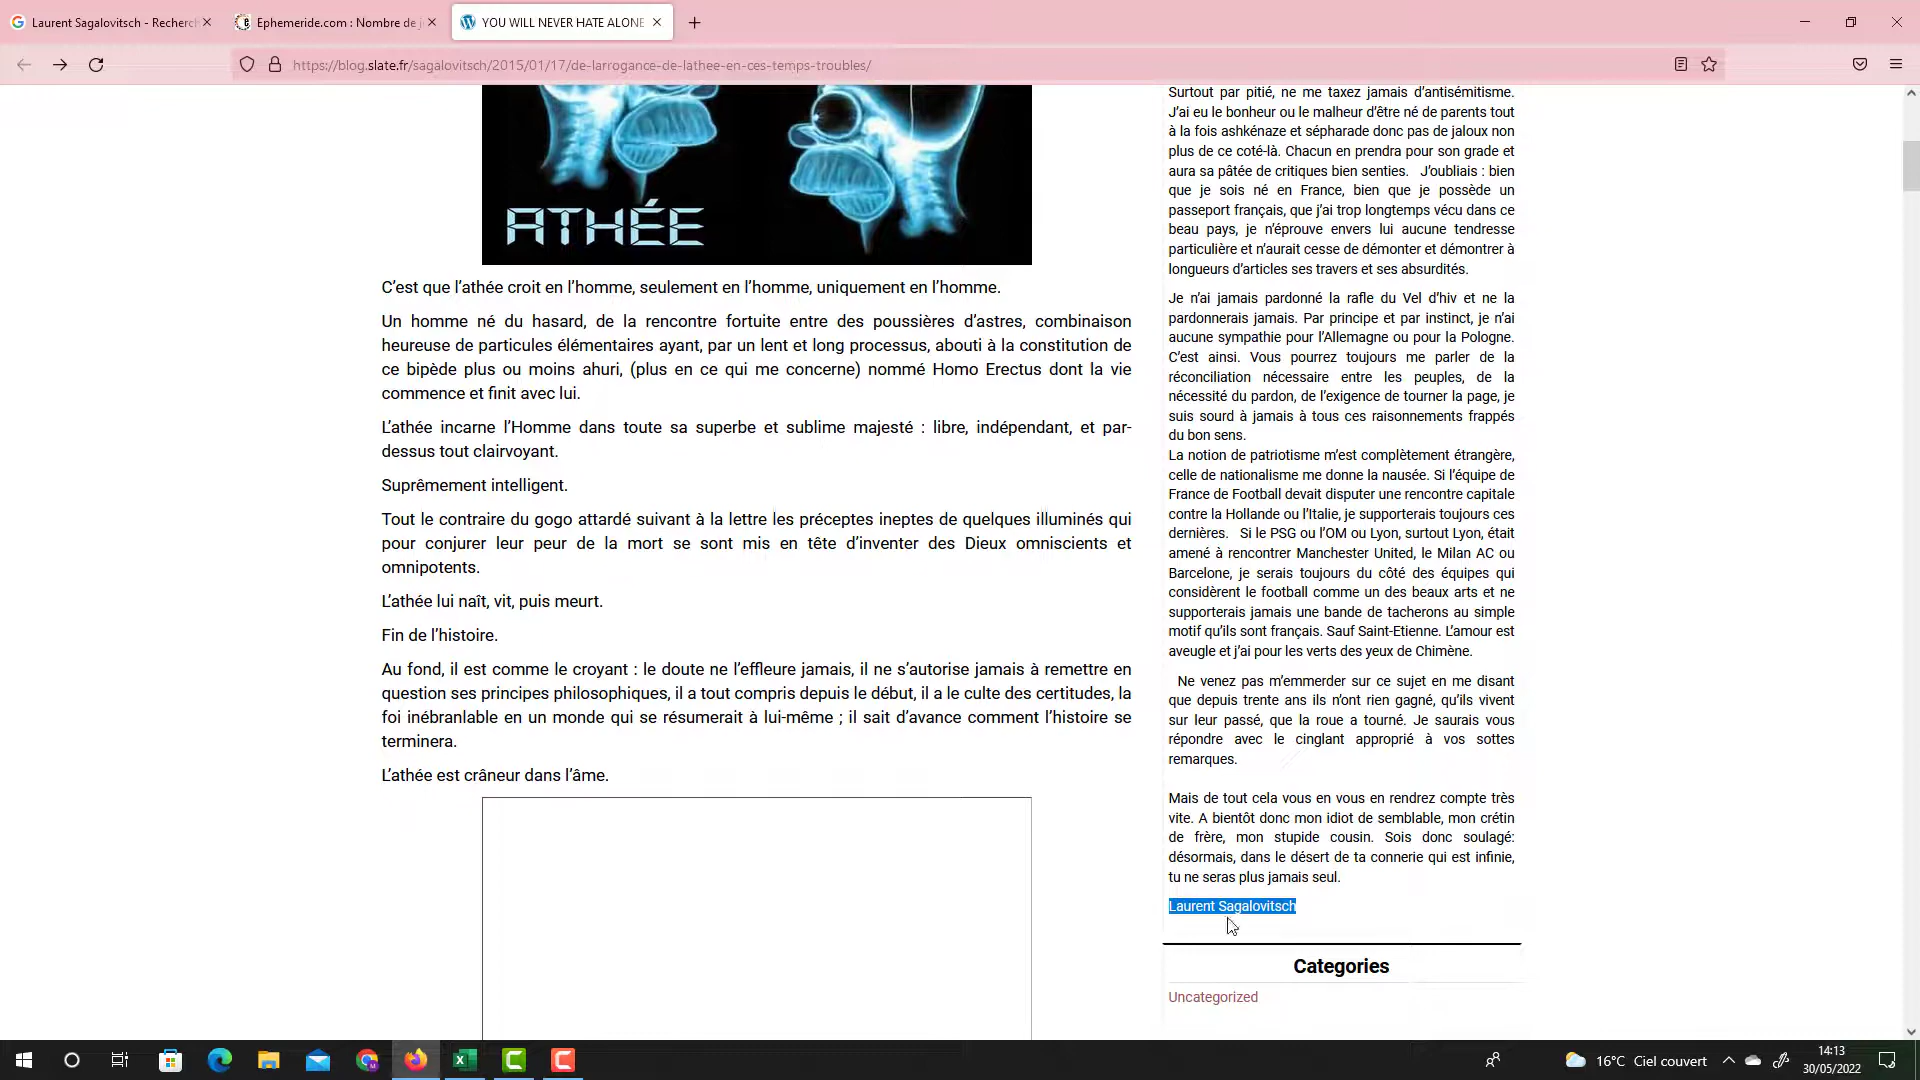 Laurent Sagalovitsch - Recherc
Ephemeride.com : Nombre de j
YOU WILL NEVER HATE ALONE
https://blog.slate.fr/sagalovitsch/2015/01/17/de-larrogance-de-lathee-en-ces-temps-troubles/
ATHÉE
C’est que l’athée croit en l’homme, seulement en l’homme, uniquement en l’homme.
Un homme né du hasard, de la rencontre fortuite entre des poussières d’astres, combinaison
heureuse de particules élémentaires ayant, par un lent et long processus, abouti à la constitution de
ce bipède plus ou moins ahuri, (plus en ce qui me concerne) nommé Homo Erectus dont la vie
commence et finit avec lui.
L’athée incarne l’Homme dans toute sa superbe et sublime majesté : libre, indépendant, et par-
dessus tout clairvoyant.
Suprêmement intelligent.
Tout le contraire du gogo attardé suivant à la lettre les préceptes ineptes de quelques illuminés qui
pour conjurer leur peur de la mort se sont mis en tête d’inventer des Dieux omniscients et
omnipotents.
L’athée lui naît, vit, puis meurt.
Fin de l’histoire.
Au fond, il est comme le croyant : le doute ne l’effleure jamais, il ne s’autorise jamais à remettre en
question ses principes philosophiques, il a tout compris depuis le début, il a le culte des certitudes, la
foi inébranlable en un monde qui se résumerait à lui-même ; il sait d’avance comment l’histoire se
terminera.
L’athée est crâneur dans l’âme.
Surtout par pitié, ne me taxez jamais d’antisémitisme.
J’ai eu le bonheur ou le malheur d’être né de parents tout
à la fois ashkénaze et sépharade donc pas de jaloux non
plus de ce coté-là. Chacun en prendra pour son grade et
aura sa pâtée de critiques bien senties. J’oubliais : bien
que je sois né en France, bien que je possède un
passeport français, que j’ai trop longtemps vécu dans ce
beau pays, je n’éprouve envers lui aucune tendresse
particulière et n’aurait cesse de démonter et démontrer à
longueurs d’articles ses travers et ses absurdités.
Je n’ai jamais pardonné la rafle du Vel d’hiv et ne la
pardonnerais jamais. Par principe et par instinct, je n’ai
aucune sympathie pour l’Allemagne ou pour la Pologne.
C’est ainsi. Vous pourrez toujours me parler de la
réconciliation nécessaire entre les peuples, de la
nécessité du pardon, de l’exigence de tourner la page, je
suis sourd à jamais à tous ces raisonnements frappés
du bon sens.
La notion de patriotisme m’est complètement étrangère,
celle de nationalisme me donne la nausée. Si l’équipe de
France de Football devait disputer une rencontre capitale
contre la Hollande ou l’Italie, je supporterais toujours ces
dernières. Si le PSG ou l’OM ou Lyon, surtout Lyon, était
amené à rencontrer Manchester United, le Milan AC ou
Barcelone, je serais toujours du côté des équipes qui
considèrent le football comme un des beaux arts et ne
supporterais jamais une bande de tacherons au simple
motif qu’ils sont français. Sauf Saint-Etienne. L’amour est
aveugle et j’ai pour les verts des yeux de Chimène.
Ne venez pas m’emmerder sur ce sujet en me disant
que depuis trente ans ils n’ont rien gagné, qu’ils vivent
sur leur passé, que la roue a tourné. Je saurais vous
répondre avec le cinglant approprié à vos sottes
remarques.
Mais de tout cela vous en vous en rendrez compte très
vite. A bientôt donc mon idiot de semblable, mon crétin
de frère, mon stupide cousin. Sois donc soulagé:
désormais, dans le désert de ta connerie qui est infinie,
tu ne seras plus jamais seul.
Laurent Sagalovitsch
Categories
Uncategorized
16°C Ciel couvert
14:13
30/05/2022